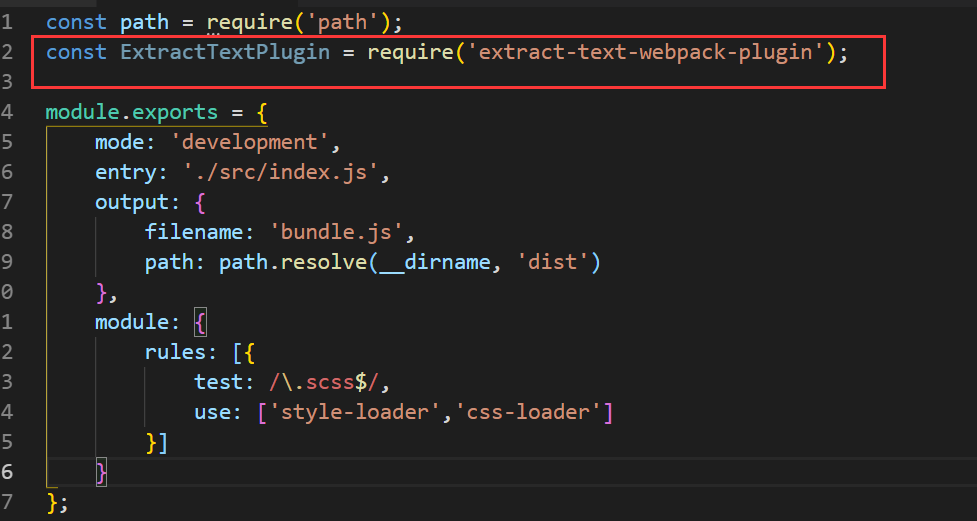 1 const path = require('path');
2 const ExtractTextPlugin = require('extract-text-webpack-plugin');
3
4 module.exports = {
5     mode: 'development',
6     entry: './src/index.js',
7     output: {
8         filename: 'bundle.js',
9         path: path.resolve(__dirname, 'dist')
0     },
1     module: {
2         rules: [{
3             test: /\.scss$/,
4             use: ['style-loader','css-loader']
5         }]
6     }
7 };